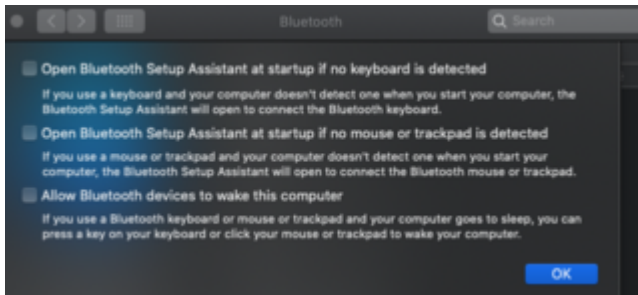 Bluetooth
Search
Open Bluetooth Setup Assistant at startup if no keyboard is detected
If you use a keyboard and your computer doesn't detect one when you start your computer, the
Bluetooth Setup Assistant will open to connect the Bluetooth keyboard.
Open Bluetooth Setup Assistant at startup if no mouse or trackpad is detected
If you use a mouse or trackpad and your computer doesn't detect one when you start your
computer, the Bluetooth Setup Assistant will open to connect the Bluetooth mouse or trackpad.
Allow Bluetooth devices to wake this computer
If you use a Bluetooth keyboard or mouse or trackpad and your computer goes to sleep, you can
press a key on your keyboard or click your mouse or trackpad to wake your computer.
OK